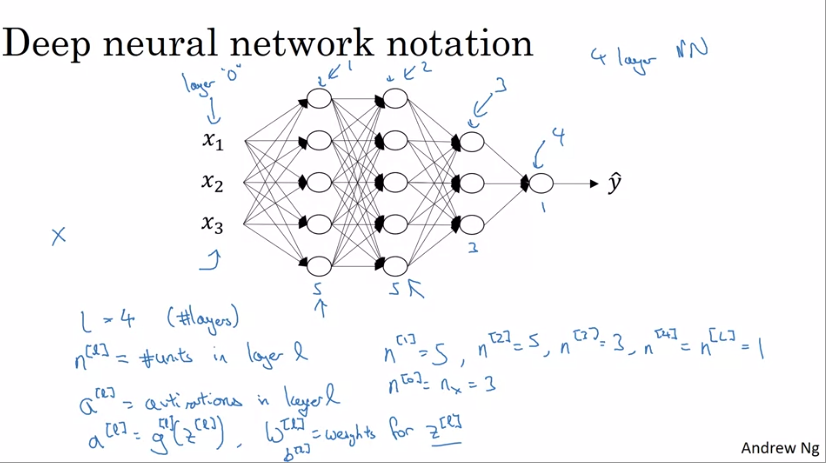 Deep neural network notation
4 layer NN
layer "0"
1
2
3
4
x₁
x₂
x₃
ŷ
1
3
5
5
X
L = 4 (#layers)
n^[l] = #units in layer l
n^[1] = 5, n^[2] = 5, n^[3] = 3, n^[4] = n^[L] = 1
n^[0] = n_x = 3
a^[l] = activations in layer l
a^[l] = g^[l](z^[l]), W^[l] = weights for z^[l]
b^[l]
Andrew Ng